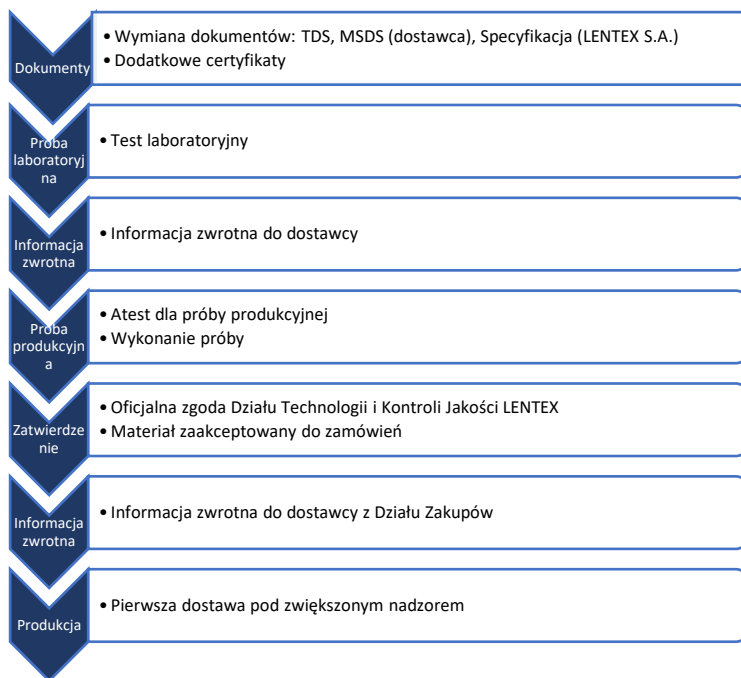 Dokumenty
• Wymiana dokumentów: TDS, MSDS (dostawca), Specyfikacja (LENTEX S.A.)
• Dodatkowe certyfikaty
Próba
laboratoryj
na
• Test laboratoryjny
Informacja
zwrotna
• Informacja zwrotna do dostawcy
Próba
produkcyjn
a
• Atest dla próby produkcyjnej
• Wykonanie próby
Zatwierdze
nie
• Oficjalna zgoda Działu Technologii i Kontroli Jakości LENTEX
• Materiał zaakceptowany do zamówień
Informacja
zwrotna
• Informacja zwrotna do dostawcy z Działu Zakupów
Produkcja
• Pierwsza dostawa pod zwiększonym nadzorem